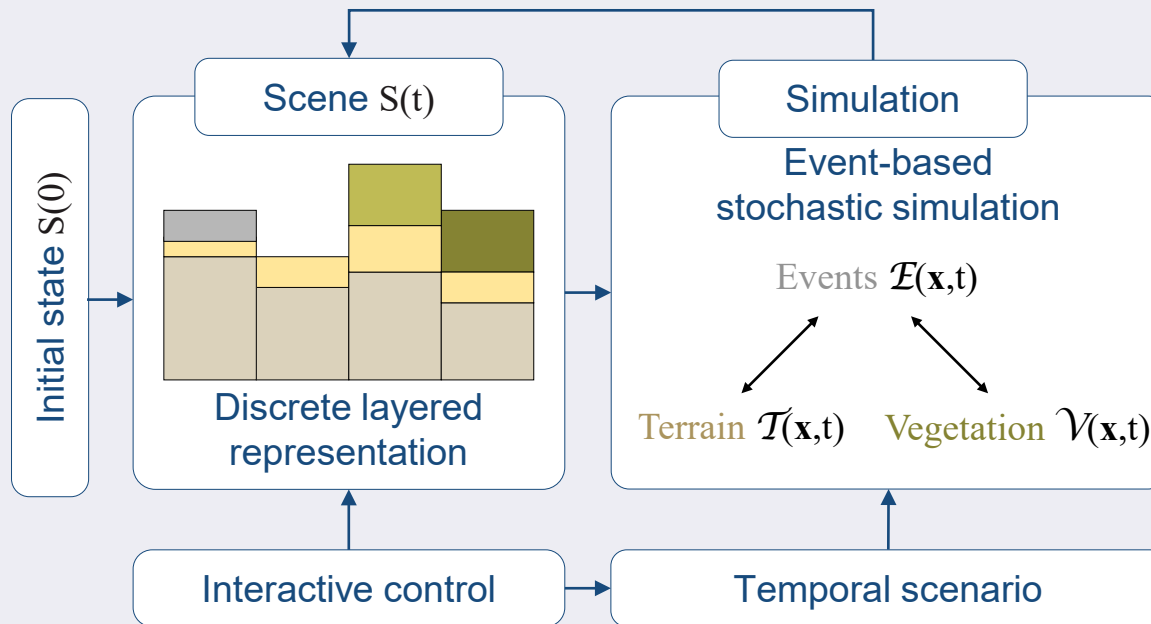 Initial state S(0)
Scene S(t)
Discrete layered
representation
Simulation
Event-based
stochastic simulation
Events ℰ(𝐱,t)
Terrain 𝒯(𝐱,t)
Vegetation 𝒱(𝐱,t)
Interactive control
Temporal scenario